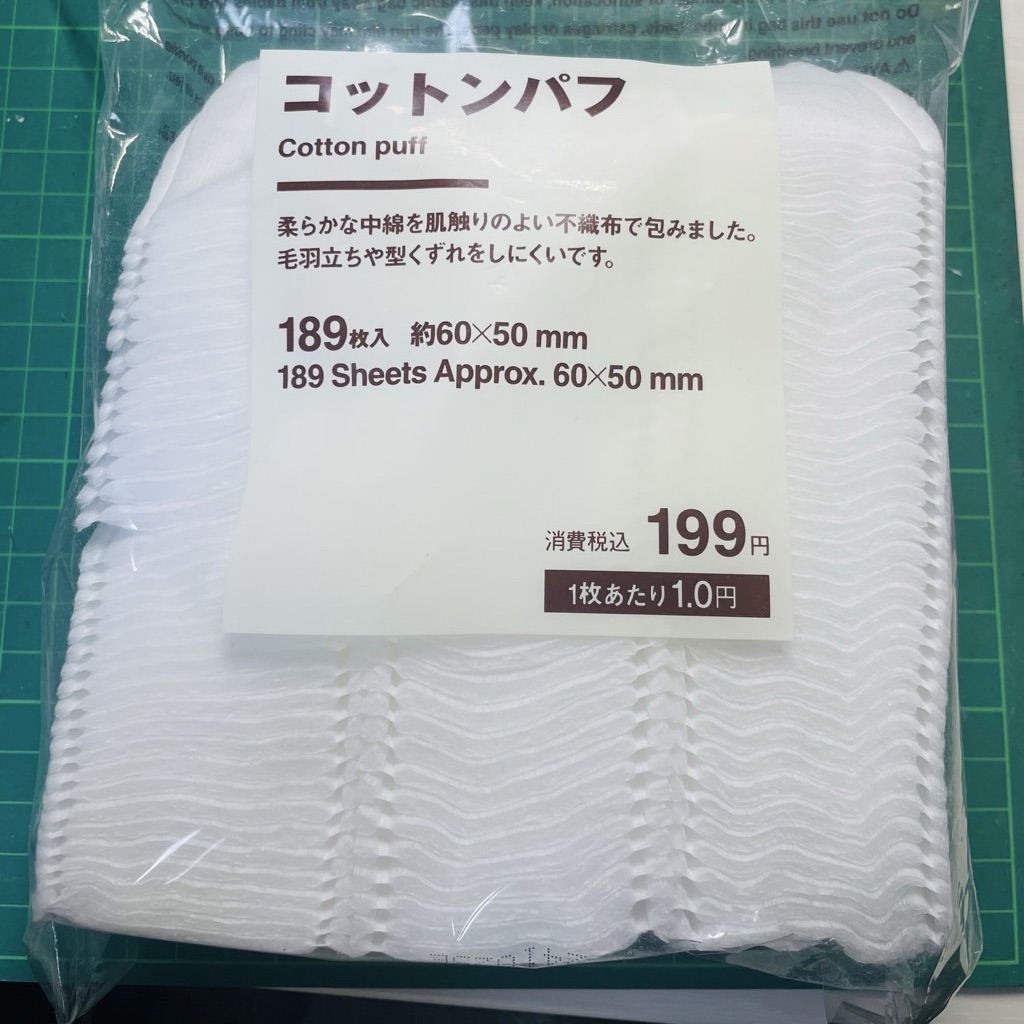 コットンパフ
Cotton puff
柔らかな中綿を肌触りのよい不織布で包みました。
毛羽立ちや型くずれをしにくいです。
189枚入 約60×50 mm
189 Sheets Approx. 60×50 mm
消費税込 199円
1枚あたり1.0円